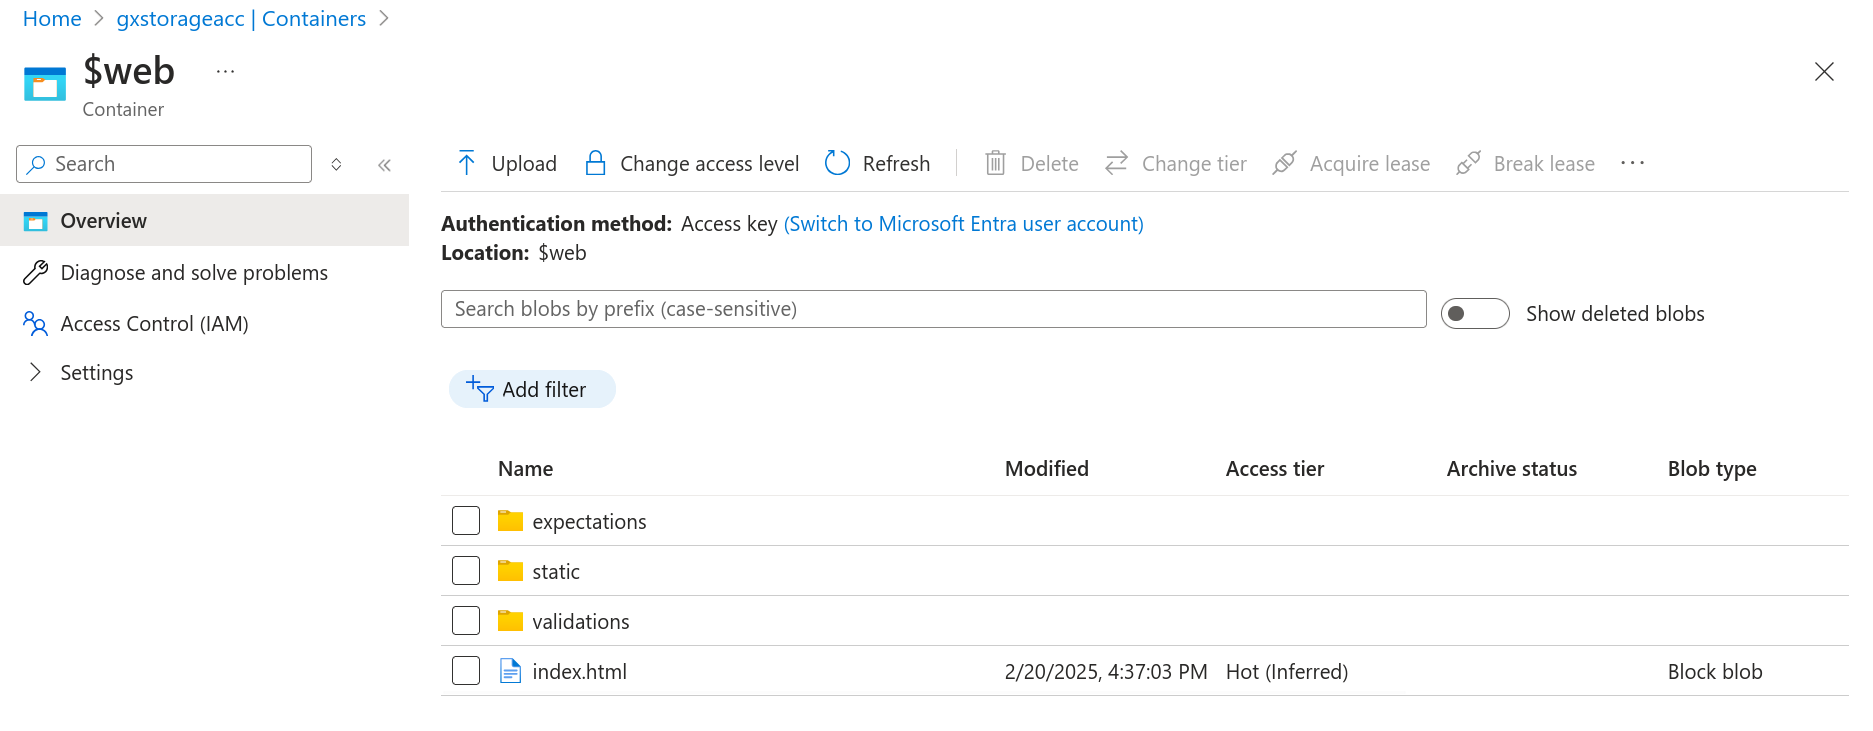 Home > gxstorageacc | Containers >
$web ...
Container
Search
Overview
Diagnose and solve problems
Access Control (IAM)
Settings
Upload Change access level Refresh Delete Change tier Acquire lease Break lease ...
Authentication method: Access key (Switch to Microsoft Entra user account)
Location: $web
Search blobs by prefix (case-sensitive) Show deleted blobs
Add filter
Name Modified Access tier Archive status Blob type
expectations
static
validations
index.html 2/20/2025, 4:37:03 PM Hot (Inferred) Block blob